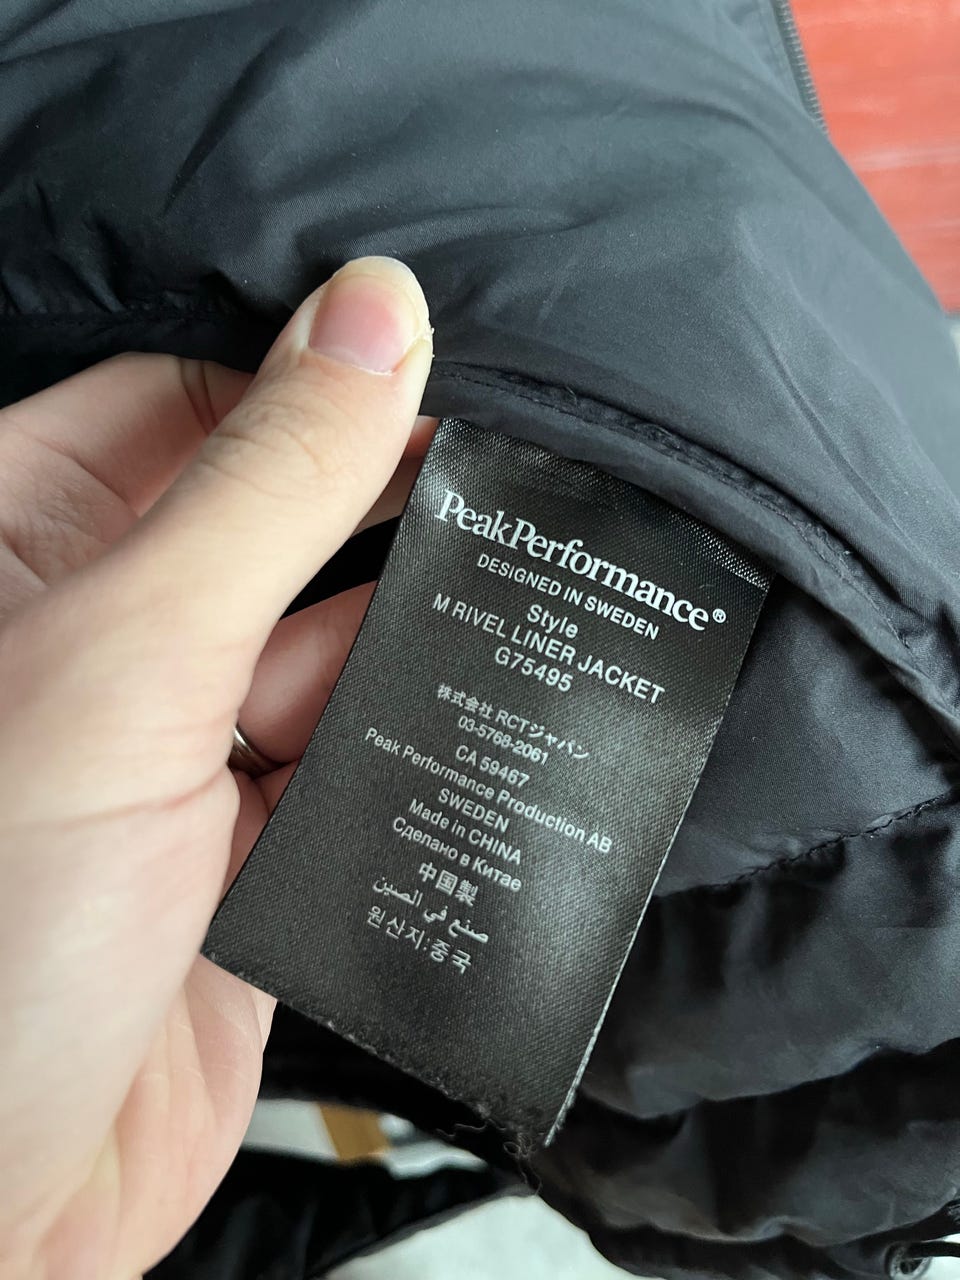 PeakPerformance®
DESIGNED IN SWEDEN
Style
M RIVEL LINER JACKET
G75495
株式会社 RCTジャパン
03-5768-2061
CA 59467
Peak Performance Production AB
SWEDEN
Made in CHINA
Сделано в Китае
中国製
صنع في الصين
원산지:중국